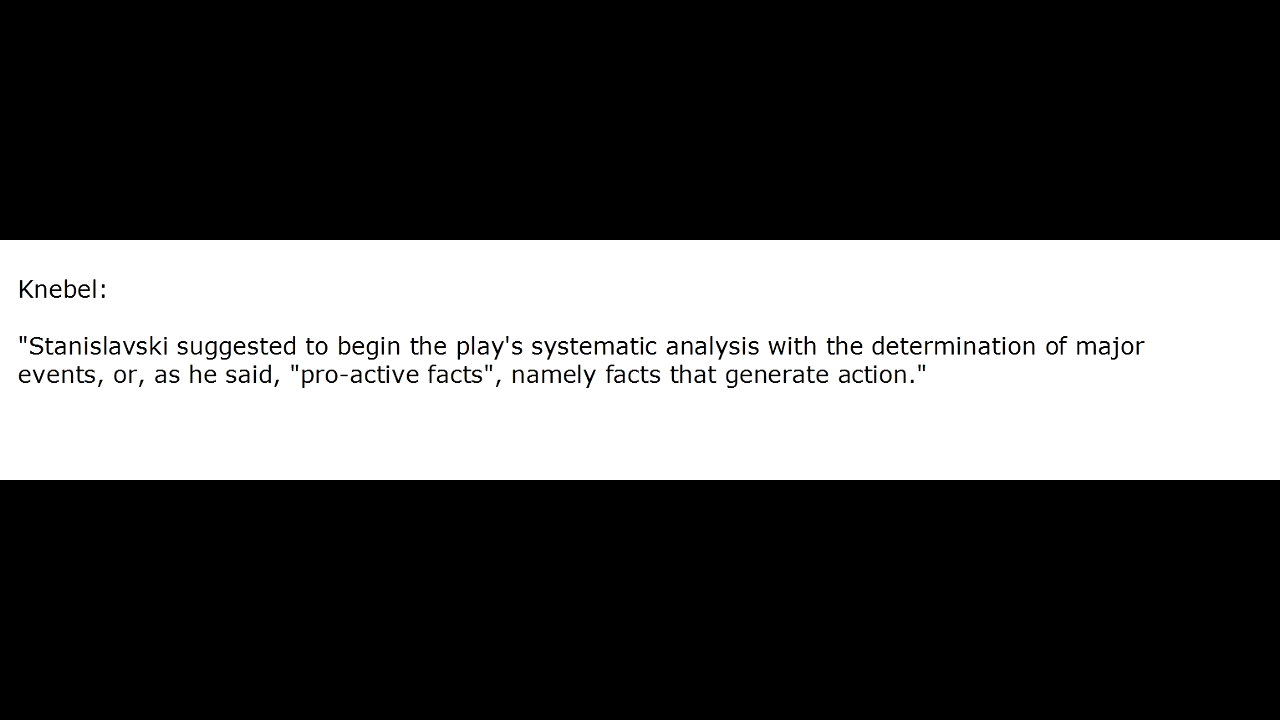 Knebel:
"Stanislavski suggested to begin the play's systematic analysis with the determination of major
events, or, as he said, "pro-active facts", namely facts that generate action."